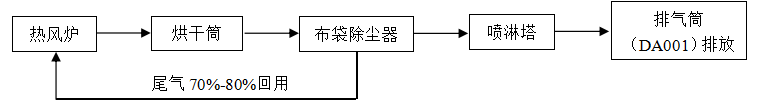 热风炉
烘干筒
布袋除尘器
喷淋塔
排气筒
（DA001）排放
尾气 70%-80%回用